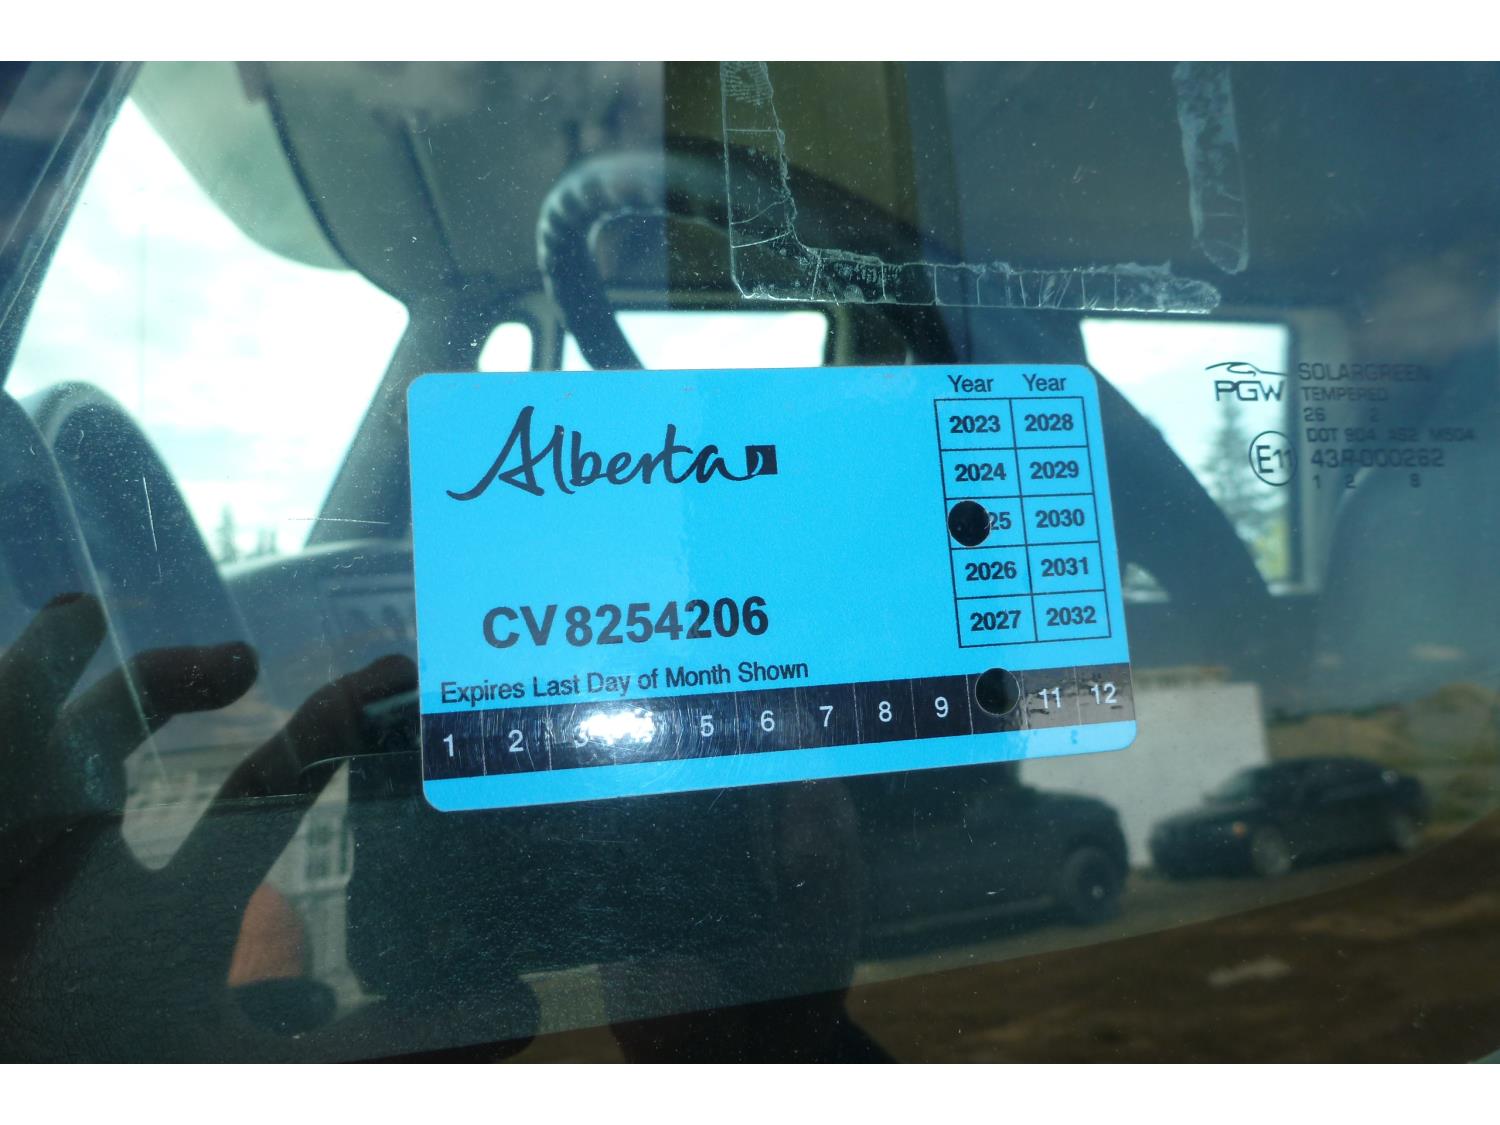 Alberta
CV8254206
Expires Last Day of Month Shown
1 2 3 5 6 7 8 9 11 12
Year Year
2023 2028
2024 2029
25 2030
2026 2031
2027 2032
PGW SOLARGREEN
TEMPERED
26 2
DOT 904 AS2 M504
E11 43R-000262
1 2 8